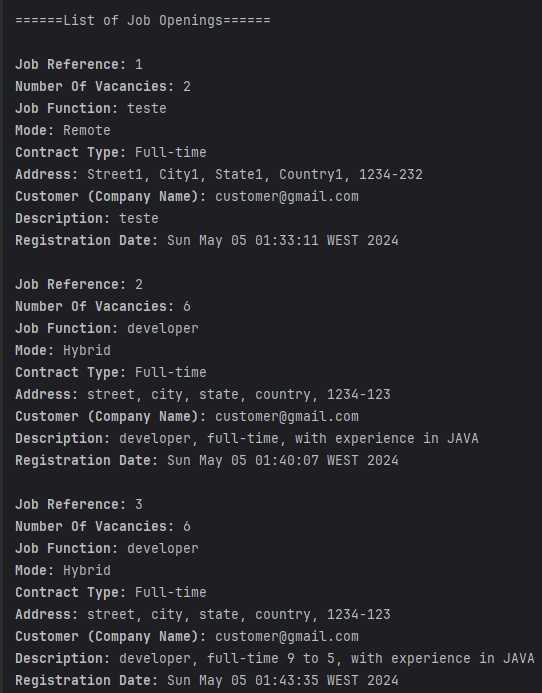 ======List of Job Openings======
Job Reference: 1
Number Of Vacancies: 2
Job Function: teste
Mode: Remote
Contract Type: Full-time
Address: Street1, City1, State1, Country1, 1234-232
Customer (Company Name): customer@gmail.com
Description: teste
Registration Date: Sun May 05 01:33:11 WEST 2024
Job Reference: 2
Number Of Vacancies: 6
Job Function: developer
Mode: Hybrid
Contract Type: Full-time
Address: street, city, state, country, 1234-123
Customer (Company Name): customer@gmail.com
Description: developer, full-time, with experience in JAVA
Registration Date: Sun May 05 01:40:07 WEST 2024
Job Reference: 3
Number Of Vacancies: 6
Job Function: developer
Mode: Hybrid
Contract Type: Full-time
Address: street, city, state, country, 1234-123
Customer (Company Name): customer@gmail.com
Description: developer, full-time 9 to 5, with experience in JAVA
Registration Date: Sun May 05 01:43:35 WEST 2024